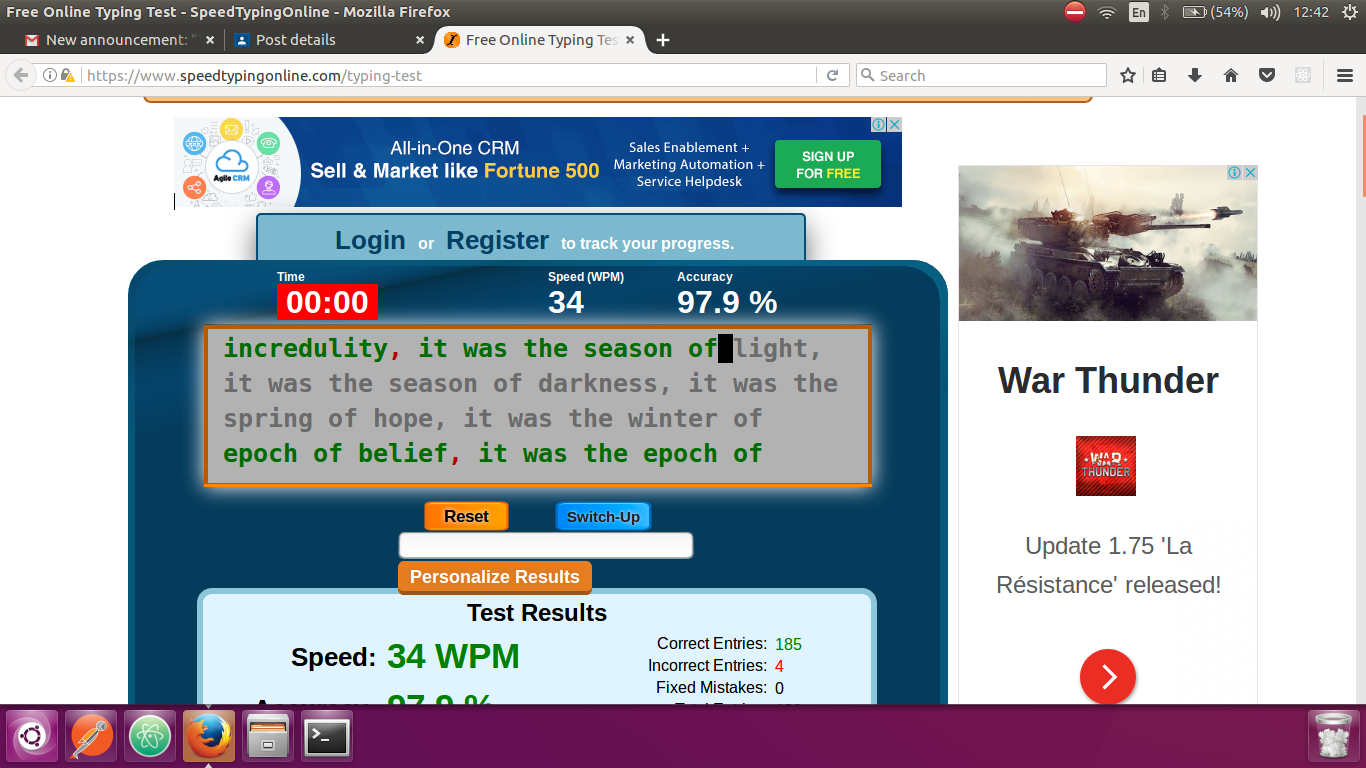 Free Online Typing Test - SpeedTypingOnline - Mozilla Firefox
En
(54%)
12:42
New announcement: "
Post details
Free Online Typing Tes
https://www.speedtypingonline.com/typing-test
Search
All-in-One CRM
Sell & Market like Fortune 500
Agile CRM
Sales Enablement +
Marketing Automation +
Service Helpdesk
SIGN UP
FOR FREE
Login or Register to track your progress.
Time
Speed (WPM)
Accuracy
00:00
34
97.9 %
incredulity, it was the season of light,
it was the season of darkness, it was the
spring of hope, it was the winter of
epoch of belief, it was the epoch of
Reset
Switch-Up
Personalize Results
Test Results
Speed: 34 WPM
Correct Entries: 185
Incorrect Entries: 4
Fixed Mistakes: 0
War Thunder
WAR
THUNDER
Update 1.75 'La
Résistance' released!